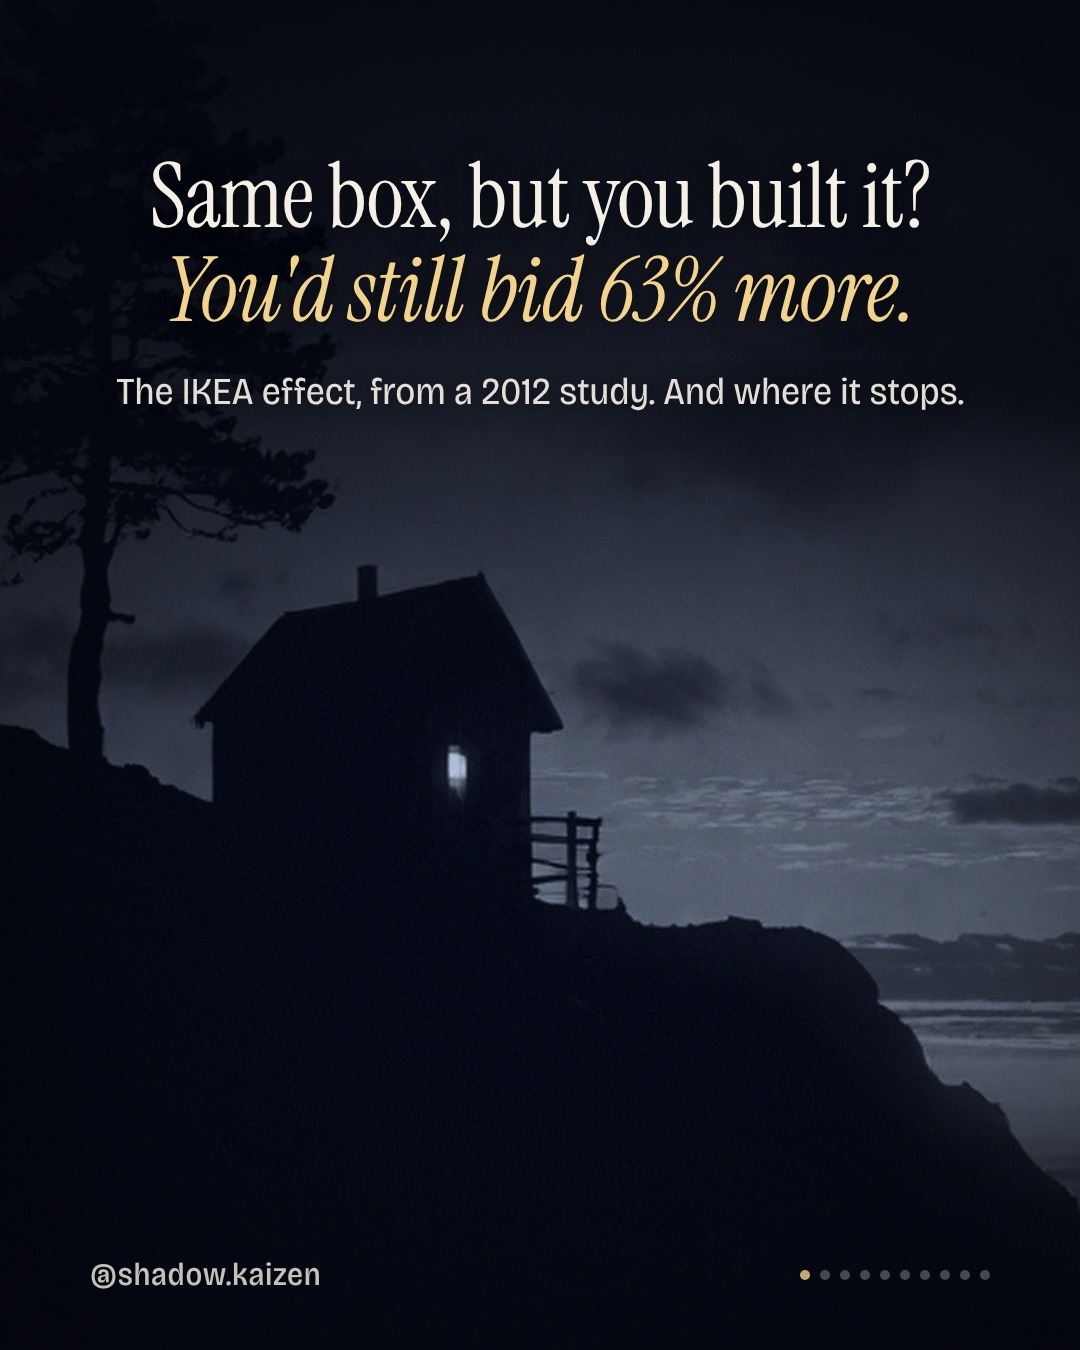 Same box, but you built it?
You'd still bid 63% more.
The IKEA effect, from a 2012 study. And where it stops.
@shadow.kaizen